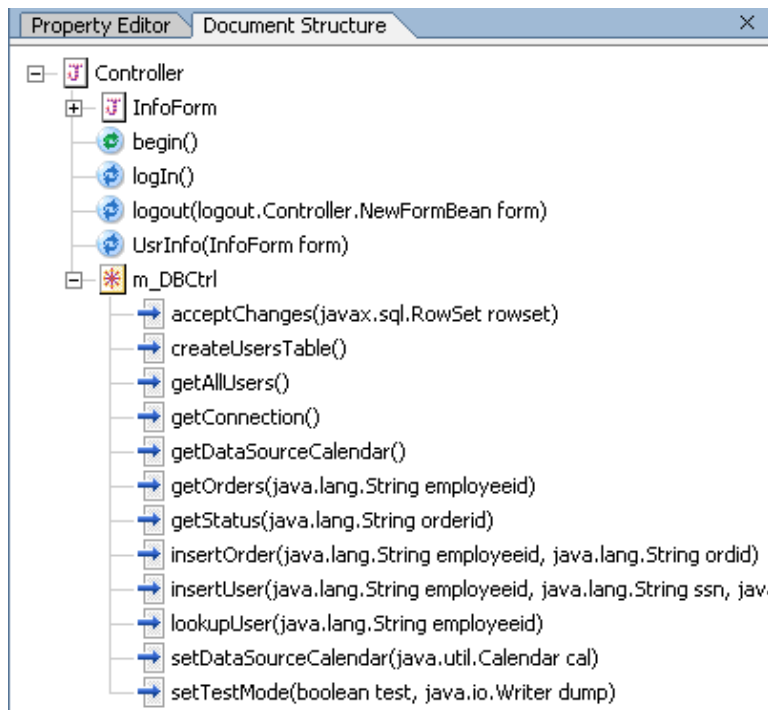 Property Editor Document Structure
Controller
InfoForm
begin()
logIn()
logout(logout.Controller.NewFormBean form)
UsrInfo(InfoForm form)
m_DBCtrl
acceptChanges(javax.sql.RowSet rowset)
createUsersTable()
getAllUsers()
getConnection()
getDataSourceCalendar()
getOrders(java.lang.String employeeid)
getStatus(java.lang.String orderid)
insertOrder(java.lang.String employeeid, java.lang.String ordid)
insertUser(java.lang.String employeeid, java.lang.String ssn, java
lookupUser(java.lang.String employeeid)
setDataSourceCalendar(java.util.Calendar cal)
setTestMode(boolean test, java.io.Writer dump)